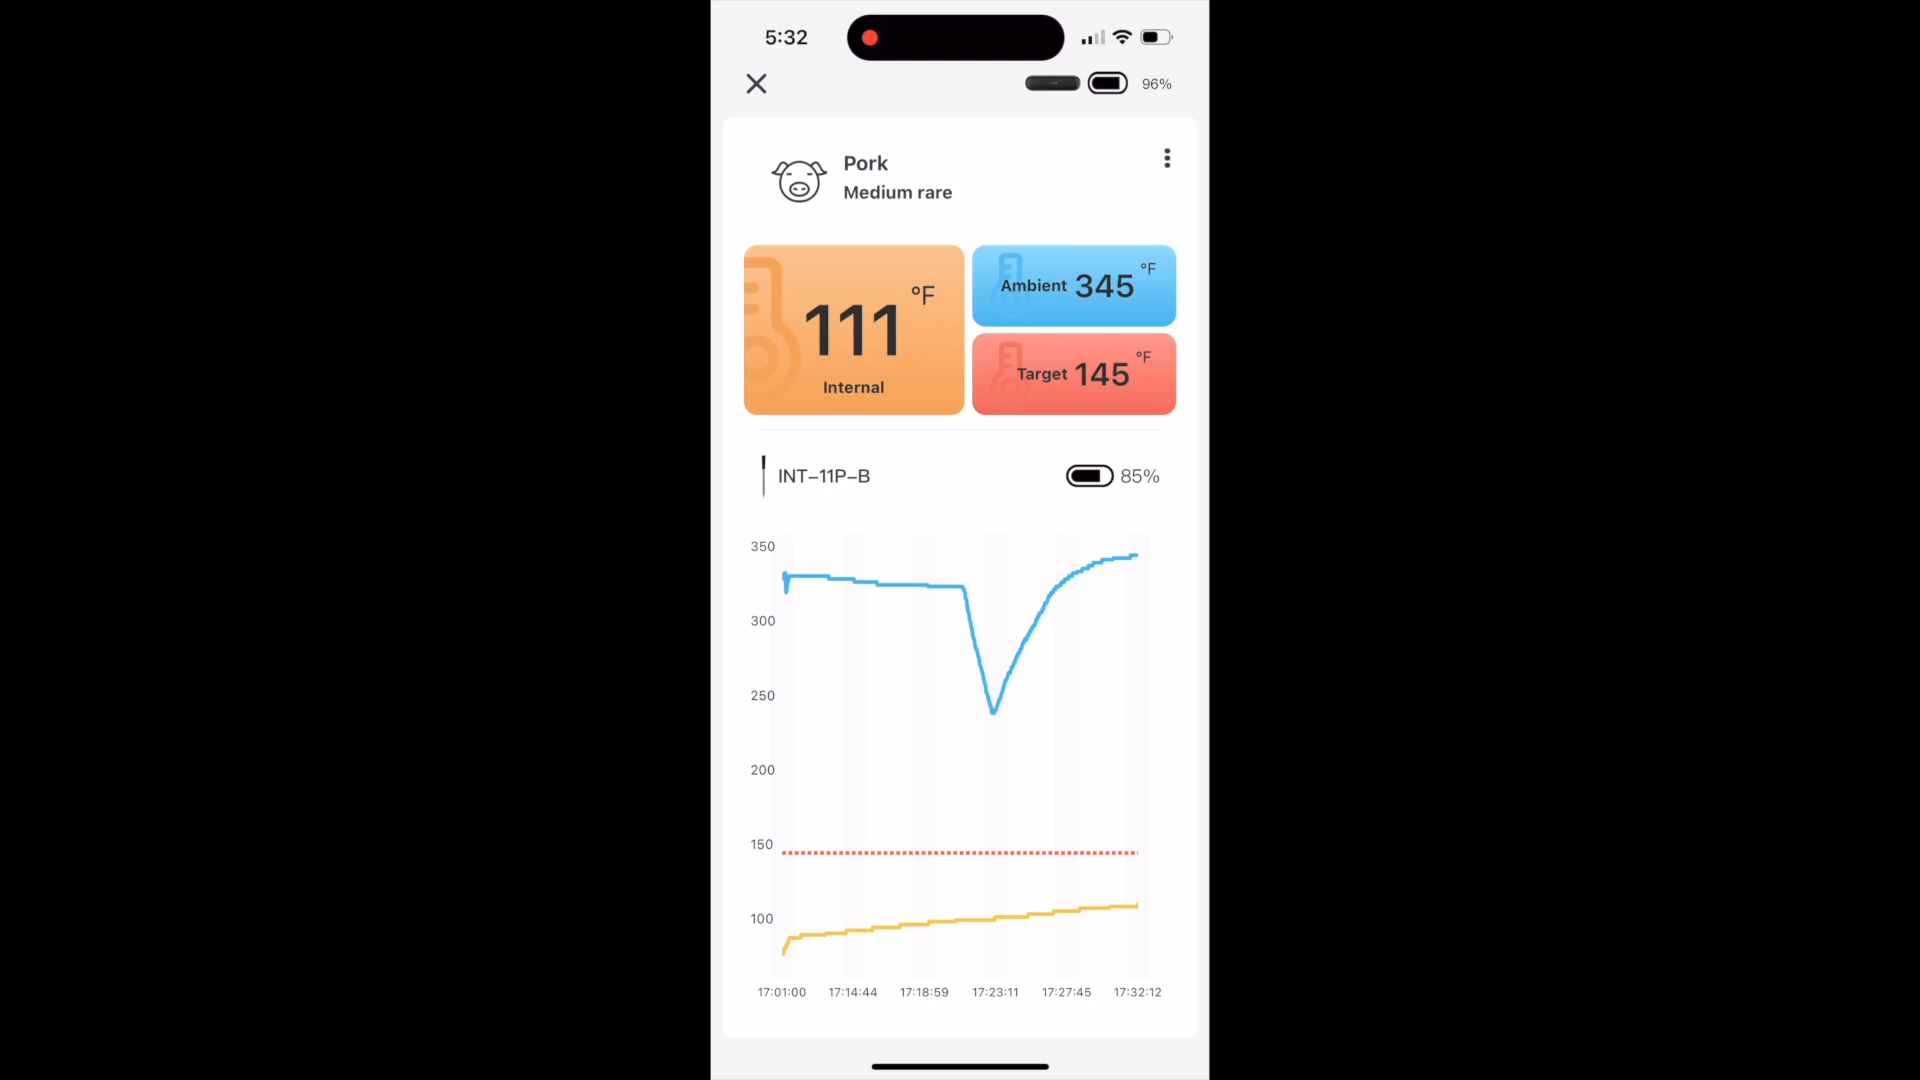 5:32
96%
Pork
Medium rare
111 °F
Internal
Ambient 345 °F
Target 145 °F
INT-11P-B
85%
350
300
250
200
150
100
17:01:00 17:14:44 17:18:59 17:23:11 17:27:45 17:32:12